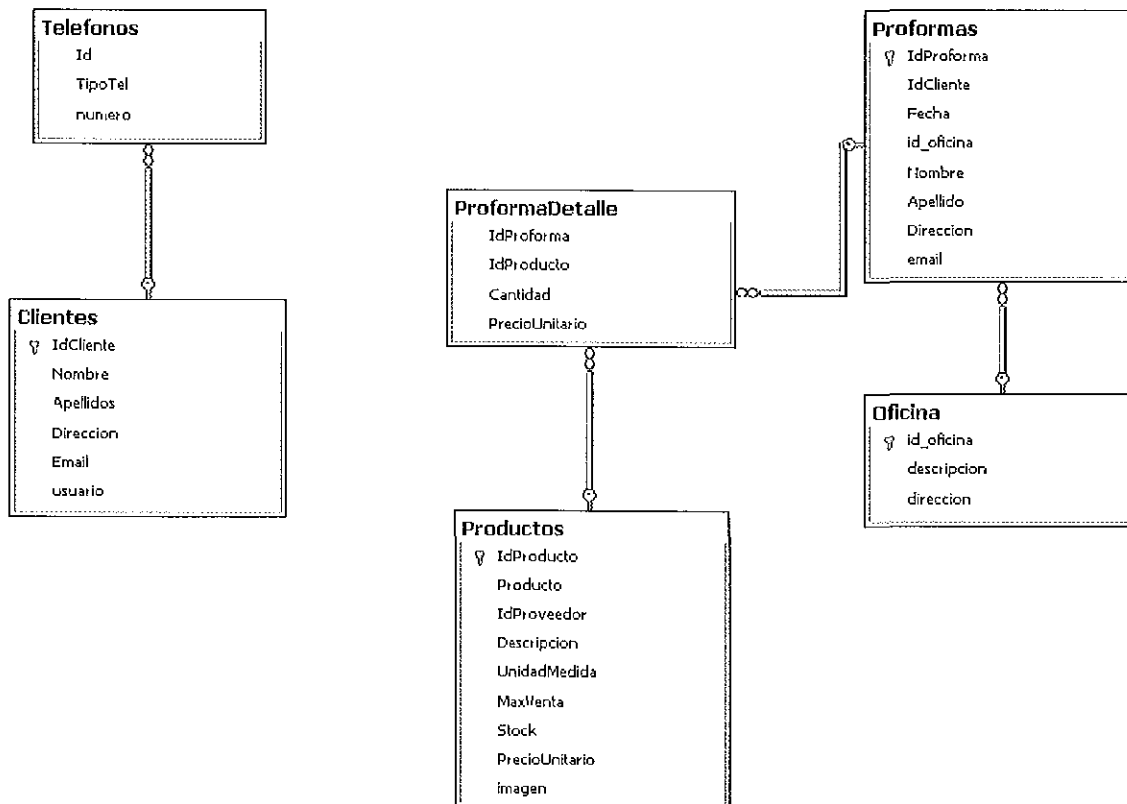 Telefonos
Id
TipoTel
numero
Clientes
IdCliente
Nombre
Apellidos
Direccion
Email
usuario
ProformaDetalle
IdProforma
IdProducto
Cantidad
PrecioUnitario
Productos
IdProducto
Producto
IdProveedor
Descripcion
UnidadMedida
MaxVenta
Stock
PrecioUnitario
imagen
Proformas
IdProforma
IdCliente
Fecha
id_oficina
Nombre
Apellido
Direccion
email
Oficina
id_oficina
descripcion
direccion